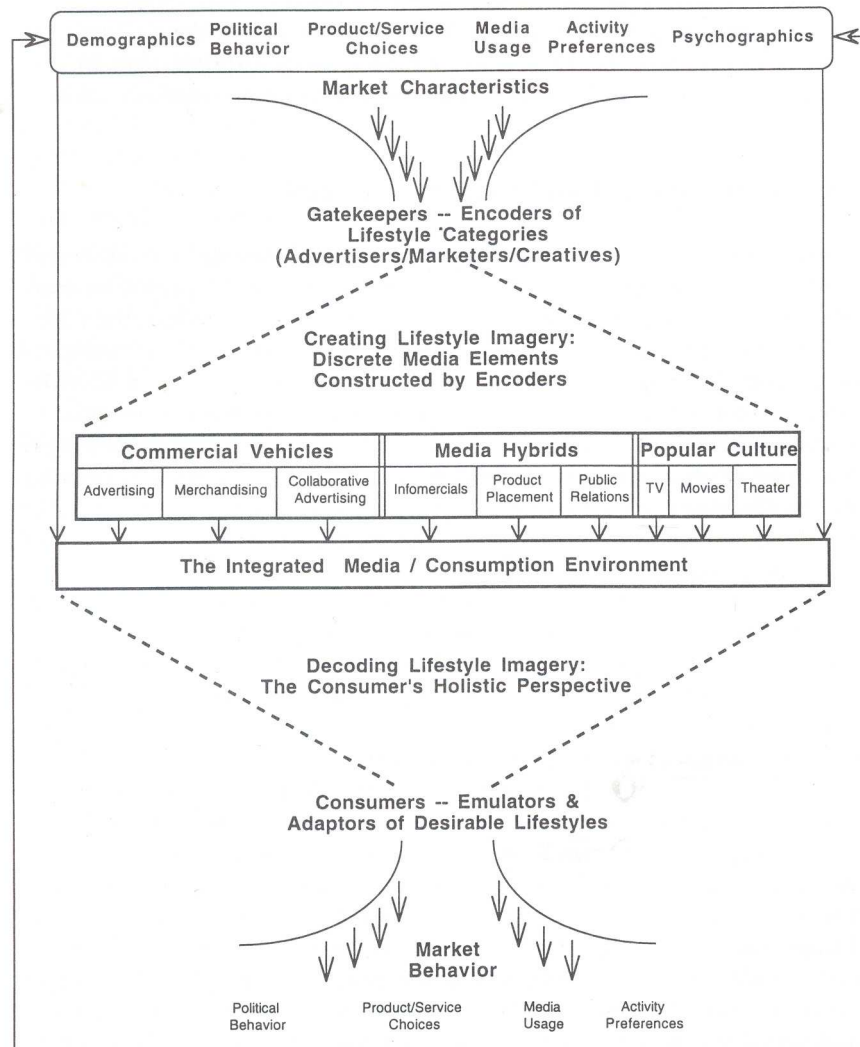 Demographics Political Behavior Product/Service Choices Media Usage Activity Preferences Psychographics
Market Characteristics
Gatekeepers -- Encoders of
Lifestyle Categories
(Advertisers/Marketers/Creatives)
Creating Lifestyle Imagery:
Discrete Media Elements
Constructed by Encoders
Commercial Vehicles Media Hybrids Popular Culture
Advertising Merchandising Collaborative Advertising Infomercials Product Placement Public Relations TV Movies Theater
The Integrated Media / Consumption Environment
Decoding Lifestyle Imagery:
The Consumer's Holistic Perspective
Consumers -- Emulators &
Adaptors of Desirable Lifestyles
Market
Behavior
Political Behavior Product/Service Choices Media Usage Activity Preferences